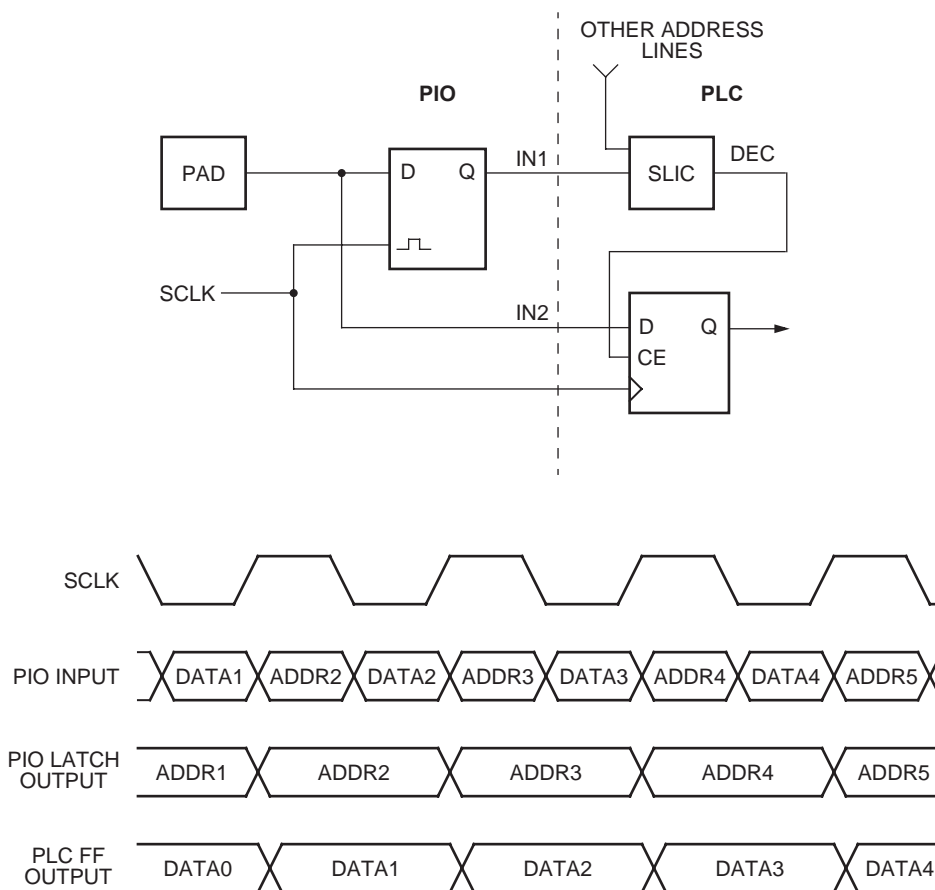 OTHER ADDRESS
LINES
PIO
PLC
PAD
D
Q
IN1
SLIC
DEC
SCLK
IN2
D
Q
CE
SCLK
PIO INPUT
DATA1
ADDR2
DATA2
ADDR3
DATA3
ADDR4
DATA4
ADDR5
PIO LATCH
OUTPUT
ADDR1
ADDR2
ADDR3
ADDR4
ADDR5
PLC FF
OUTPUT
DATA0
DATA1
DATA2
DATA3
DATA4